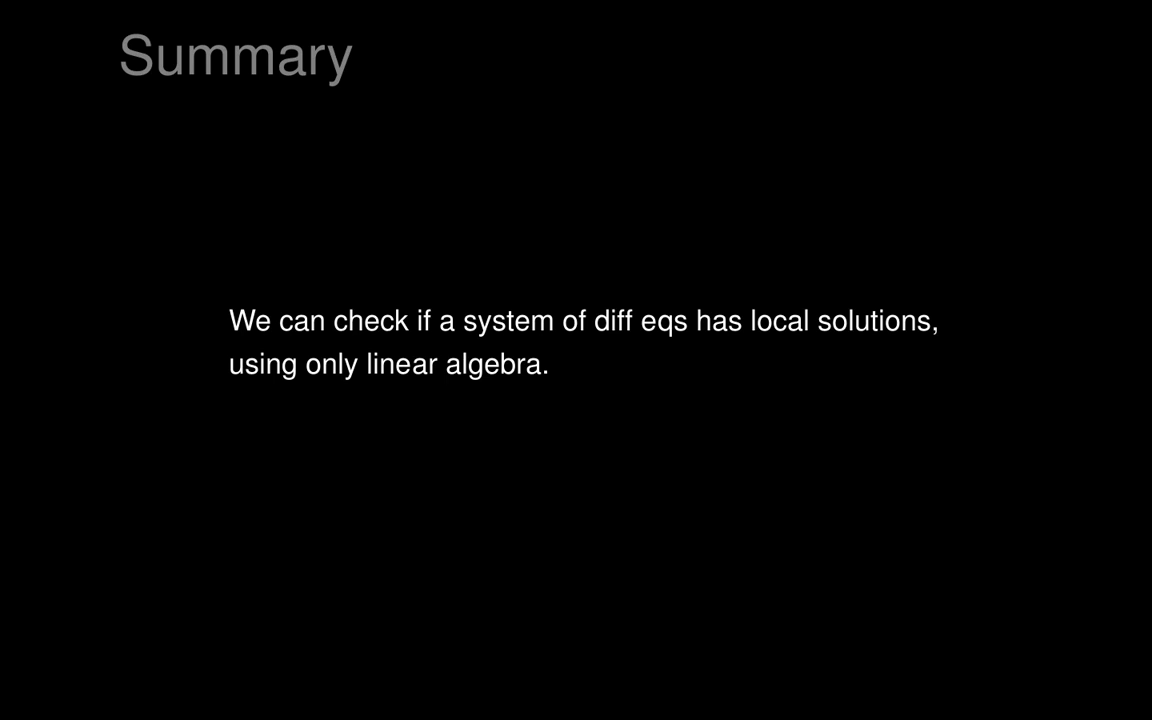 Summary
We can check if a system of diff eqs has local solutions,
using only linear algebra.